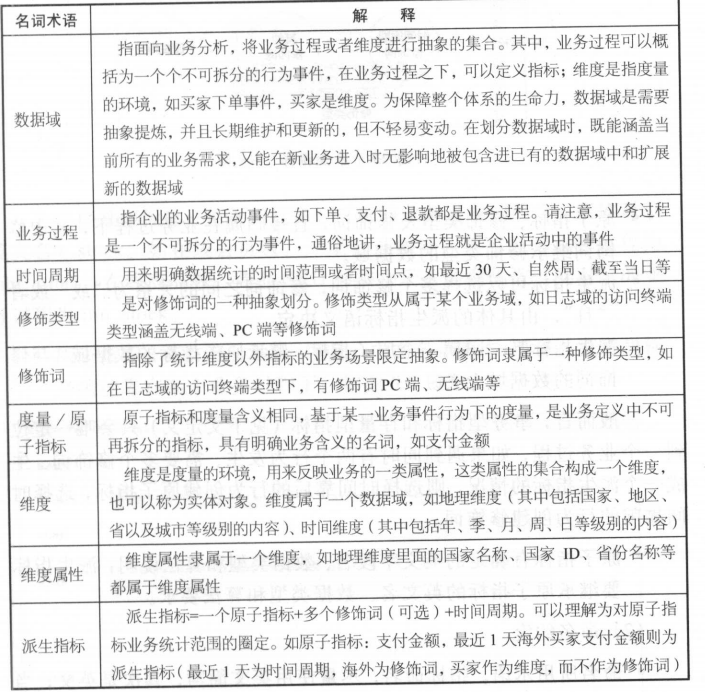 名词术语
解 释
数据域
指面向业务分析，将业务过程或者维度进行抽象的集合。其中，业务过程可以概
括为一个个不可拆分的行为事件，在业务过程之下，可以定义指标；维度是指度量
的环境，如买家下单事件，买家是维度。为保障整个体系的生命力，数据域是需要
抽象提炼，并且长期维护和更新的，但不轻易变动。在划分数据域时，既能涵盖当
前所有的业务需求，又能在新业务进入时无影响地被包含进已有的数据域中和扩展
新的数据域
业务过程
指企业的业务活动事件，如下单、支付、退款都是业务过程。请注意，业务过程
是一个不可拆分的行为事件，通俗地讲，业务过程就是企业活动中的事件
时间周期
用来明确数据统计的时间范围或者时间点，如最近 30 天、自然周、截至当日等
修饰类型
是对修饰词的一种抽象划分。修饰类型从属于某个业务域，如日志域的访问终端
类型涵盖无线端、PC 端等修饰词
修饰词
指除了统计维度以外指标的业务场景限定抽象。修饰词隶属于一种修饰类型，如
在日志域的访问终端类型下，有修饰词 PC 端、无线端等
度量 / 原
子指标
原子指标和度量含义相同，基于某一业务事件行为下的度量，是业务定义中不可
再拆分的指标，具有明确业务含义的名词，如支付金额
维度
维度是度量的环境，用来反映业务的一类属性，这类属性的集合构成一个维度，
也可以称为实体对象。维度属于一个数据域，如地理维度（其中包括国家、地区、
省以及城市等级别的内容）、时间维度（其中包括年、季、月、周、日等级别的内容）
维度属性
维度属性隶属于一个维度，如地理维度里面的国家名称、国家 ID、省份名称等
都属于维度属性
派生指标
派生指标=一个原子指标+多个修饰词（可选）+时间周期。可以理解为对原子指
标业务统计范围的圈定。如原子指标：支付金额，最近 1 天海外买家支付金额则为
派生指标（最近 1 天为时间周期，海外为修饰词，买家作为维度，而不作为修饰词）